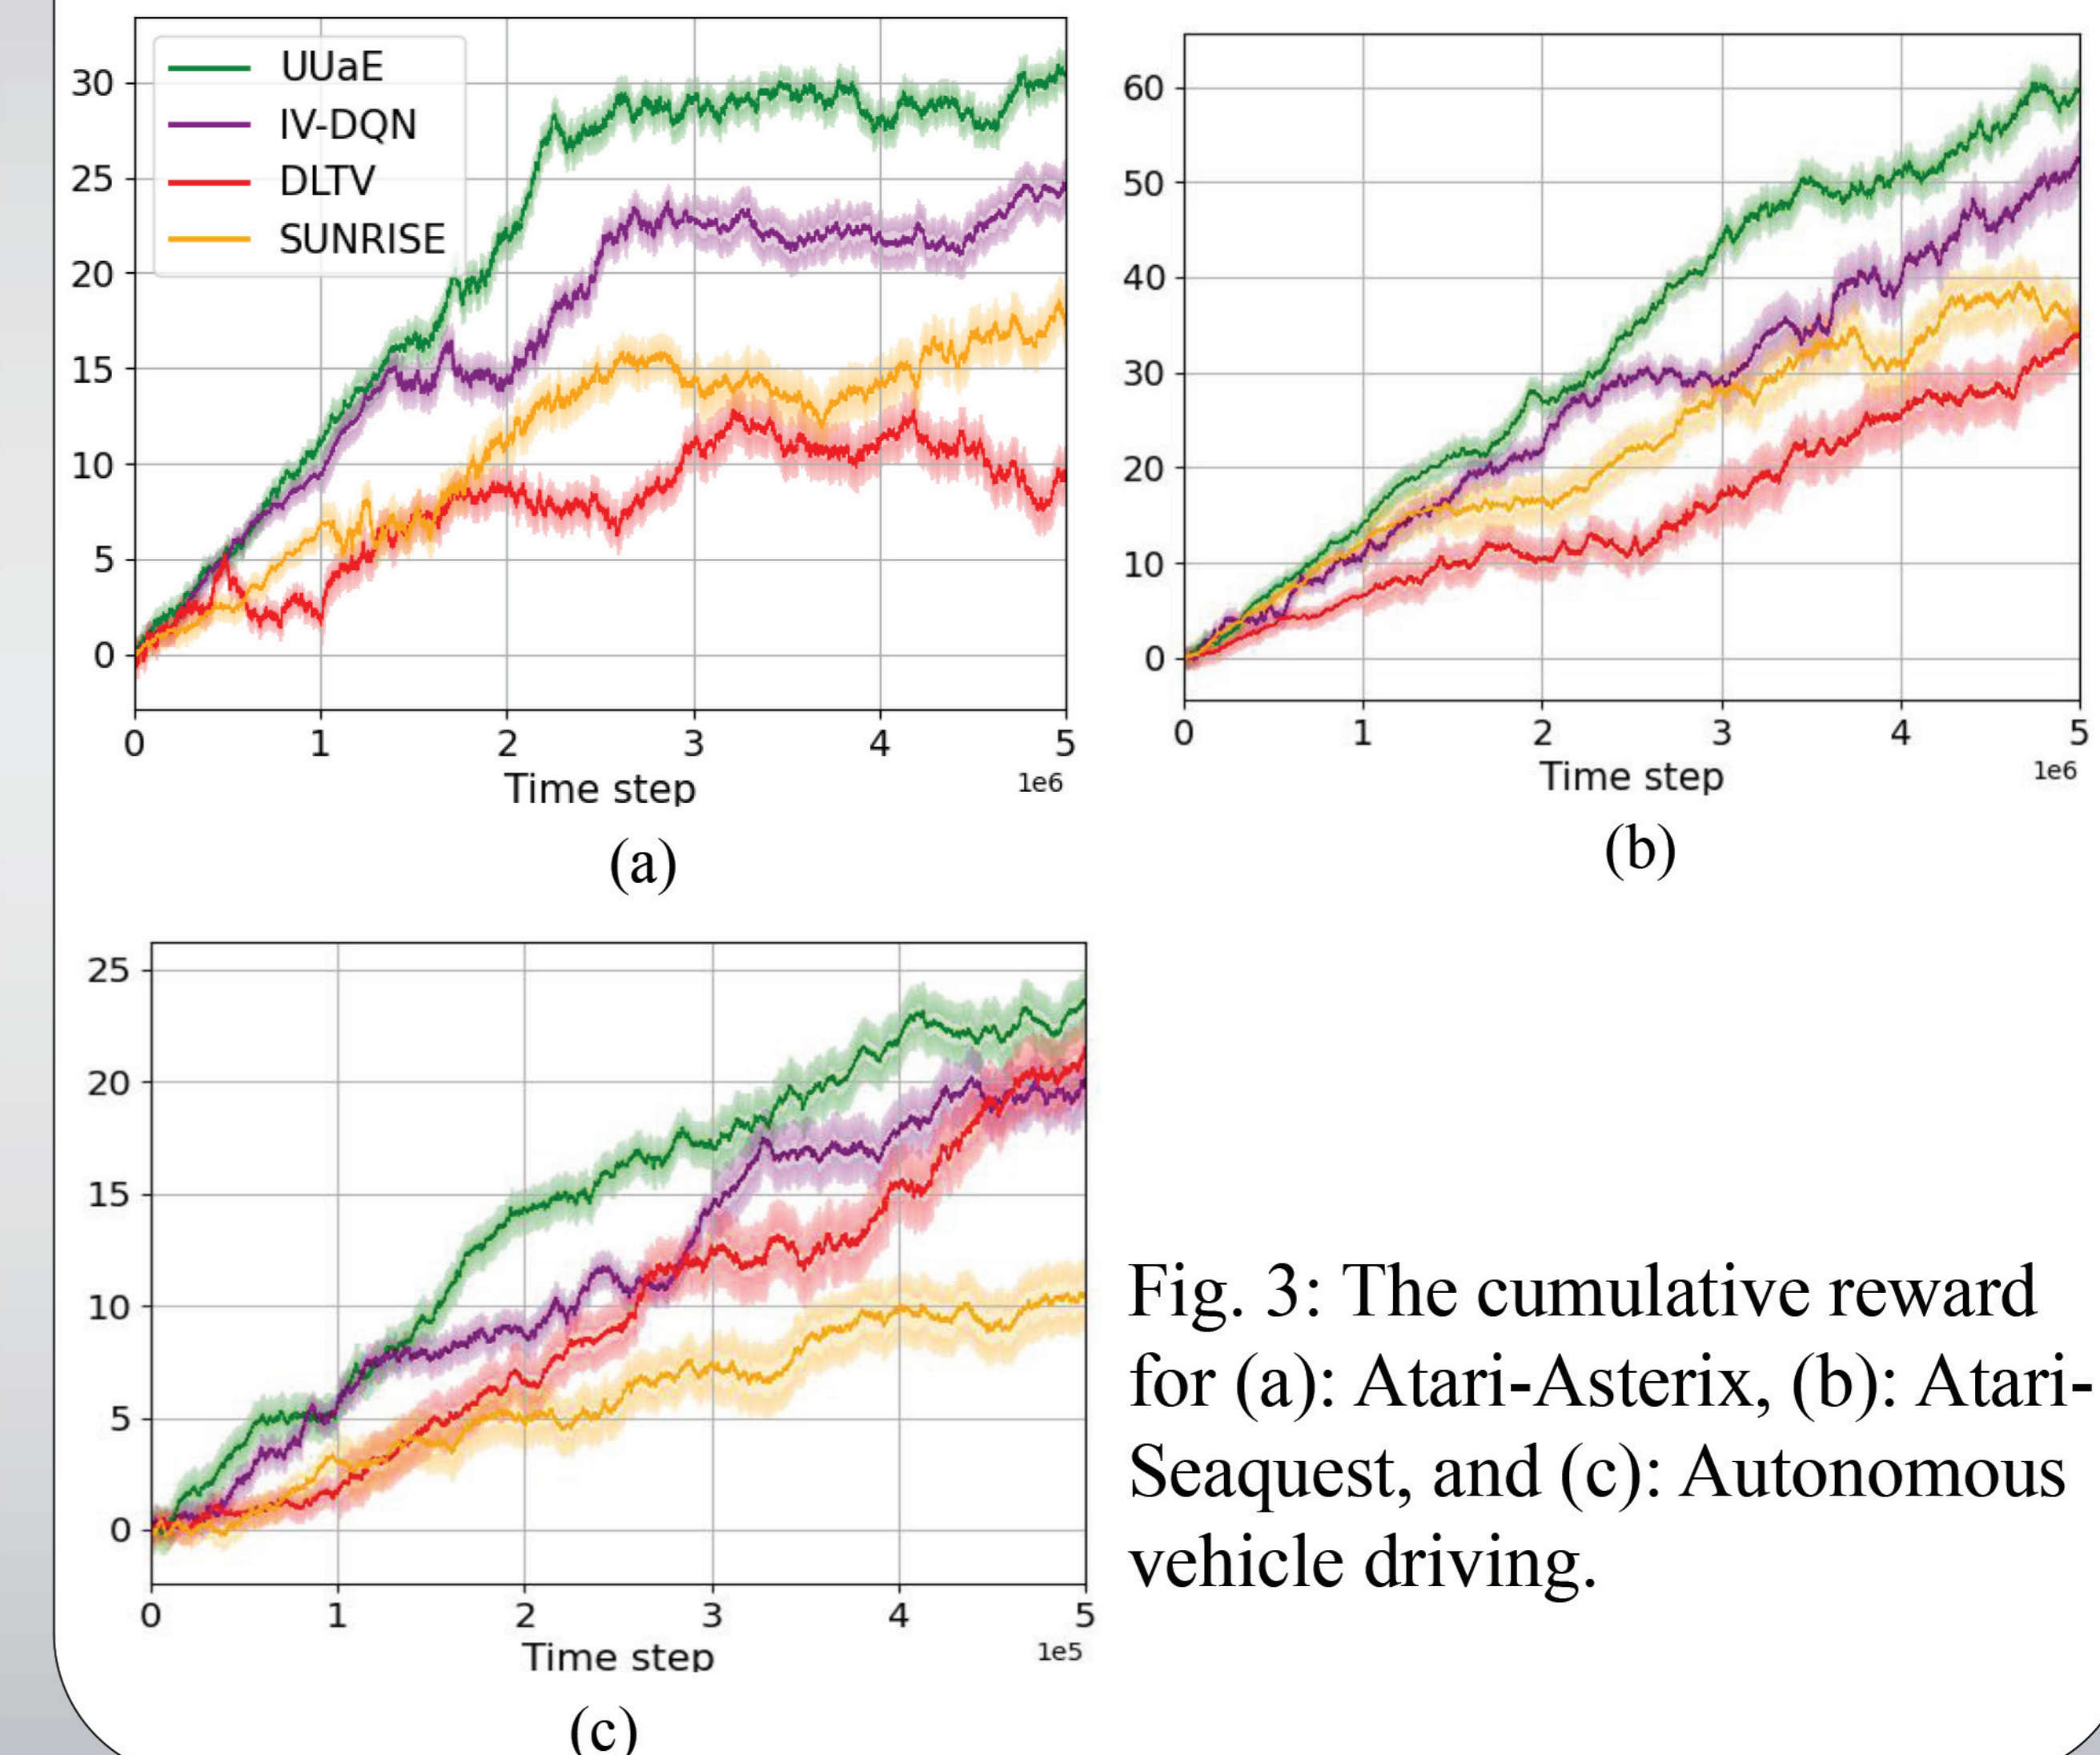 UUaE
IV-DQN
DLTV
SUNRISE
30
25
20
15
10
5
0
0 1 2 3 4 5
Time step 1e6
(a)
60
50
40
30
20
10
0
0 1 2 3 4 5
Time step 1e6
(b)
25
20
15
10
5
0
0 1 2 3 4 5
Time step 1e5
(c)
Fig. 3: The cumulative reward
for (a): Atari-Asterix, (b): Atari-
Seaquest, and (c): Autonomous
vehicle driving.